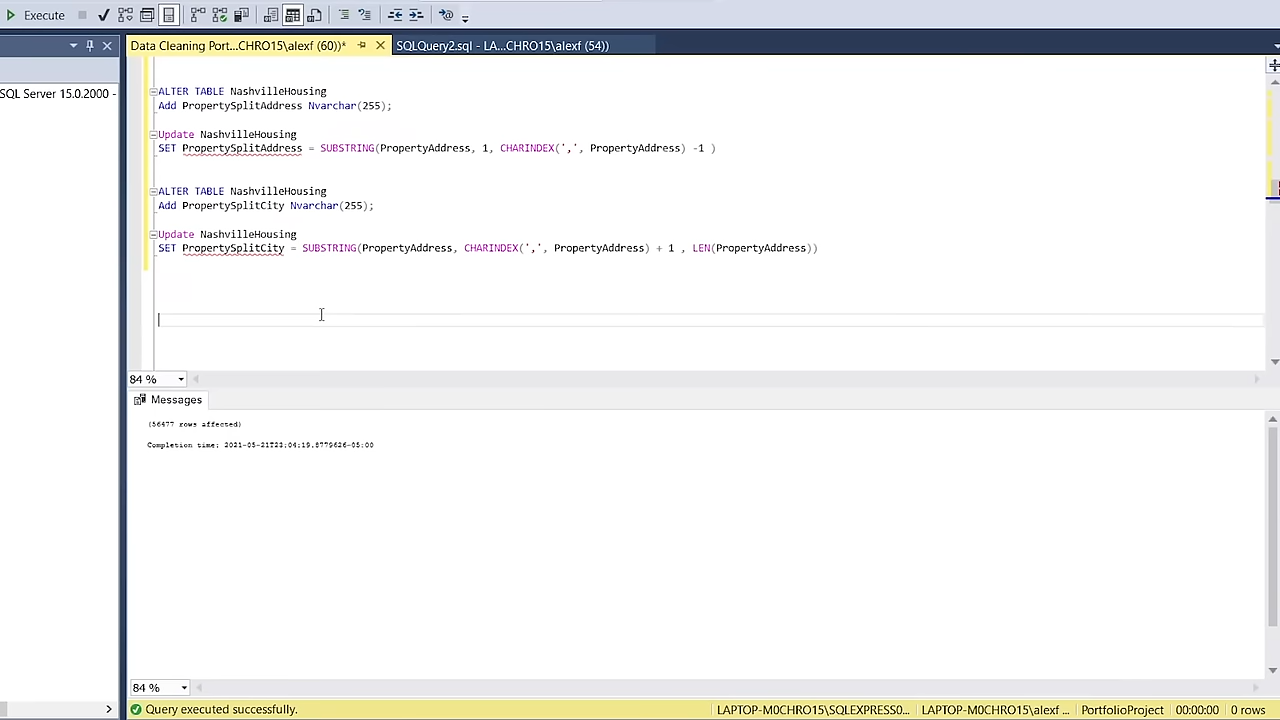 Execute
Data Cleaning Port...CHRO15\alexf (60))*
SQLQuery2.sql - LA...CHRO15\alexf (54))
SQL Server 15.0.2000 -
ALTER TABLE NashvilleHousing
Add PropertySplitAddress Nvarchar(255);
Update NashvilleHousing
SET PropertySplitAddress = SUBSTRING(PropertyAddress, 1, CHARINDEX(',', PropertyAddress) -1 )
ALTER TABLE NashvilleHousing
Add PropertySplitCity Nvarchar(255);
Update NashvilleHousing
SET PropertySplitCity = SUBSTRING(PropertyAddress, CHARINDEX(',', PropertyAddress) + 1 , LEN(PropertyAddress))
84 %
Messages
(56477 rows affected)
Completion time: 2021-05-21T23:04:19.8779626-05:00
84 %
Query executed successfully.
LAPTOP-M0CHRO15\SQLEXPRESS0...
LAPTOP-M0CHRO15\alexf ...
PortfolioProject
00:00:00
0 rows